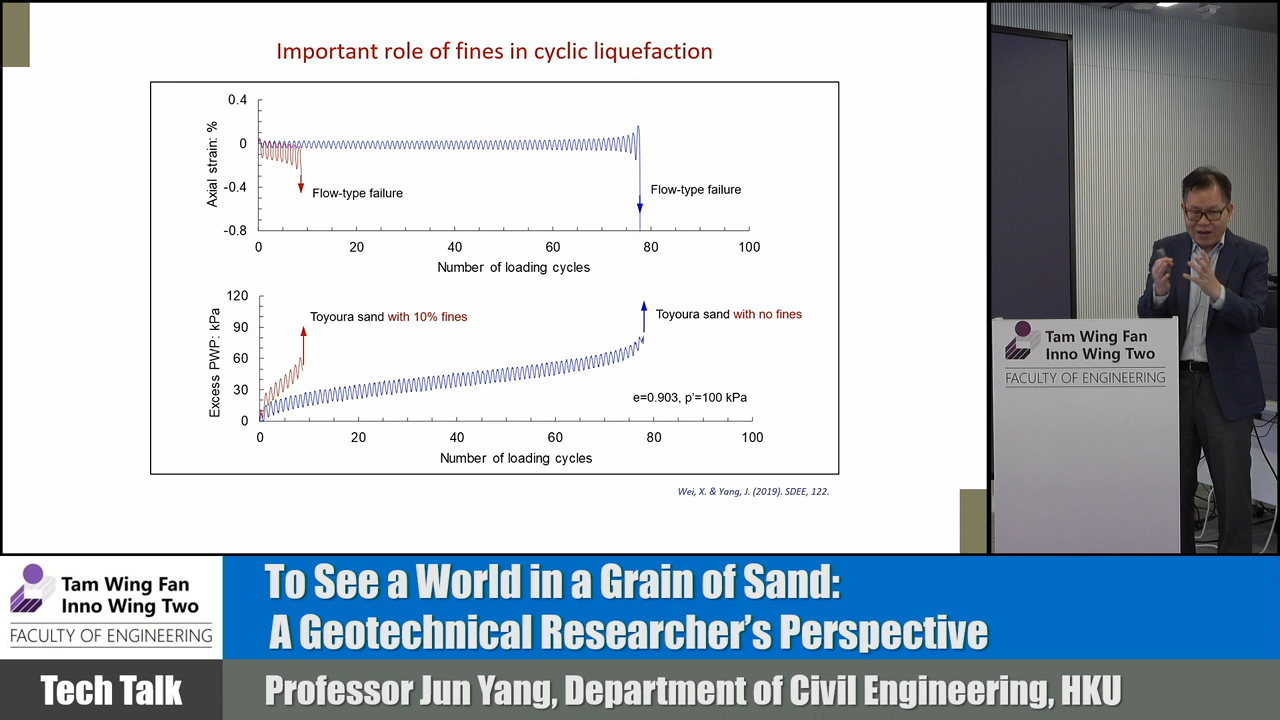 Important role of fines in cyclic liquefaction
0.4
0
-0.4
-0.8
Axial strain: %
Flow-type failure
Flow-type failure
0 20 40 60 80 100
Number of loading cycles
120
90
60
30
0
Excess PWP: kPa
Toyoura sand with 10% fines
Toyoura sand with no fines
e=0.903, p'=100 kPa
0 20 40 60 80 100
Number of loading cycles
Wei, X. & Yang, J. (2019). SDEE, 122.
Tam Wing Fan
Inno Wing Two
FACULTY OF ENGINEERING
Tam Wing Fan
Inno Wing Two
FACULTY OF ENGINEERING
To See a World in a Grain of Sand:
A Geotechnical Researcher's Perspective
Tech Talk
Professor Jun Yang, Department of Civil Engineering, HKU